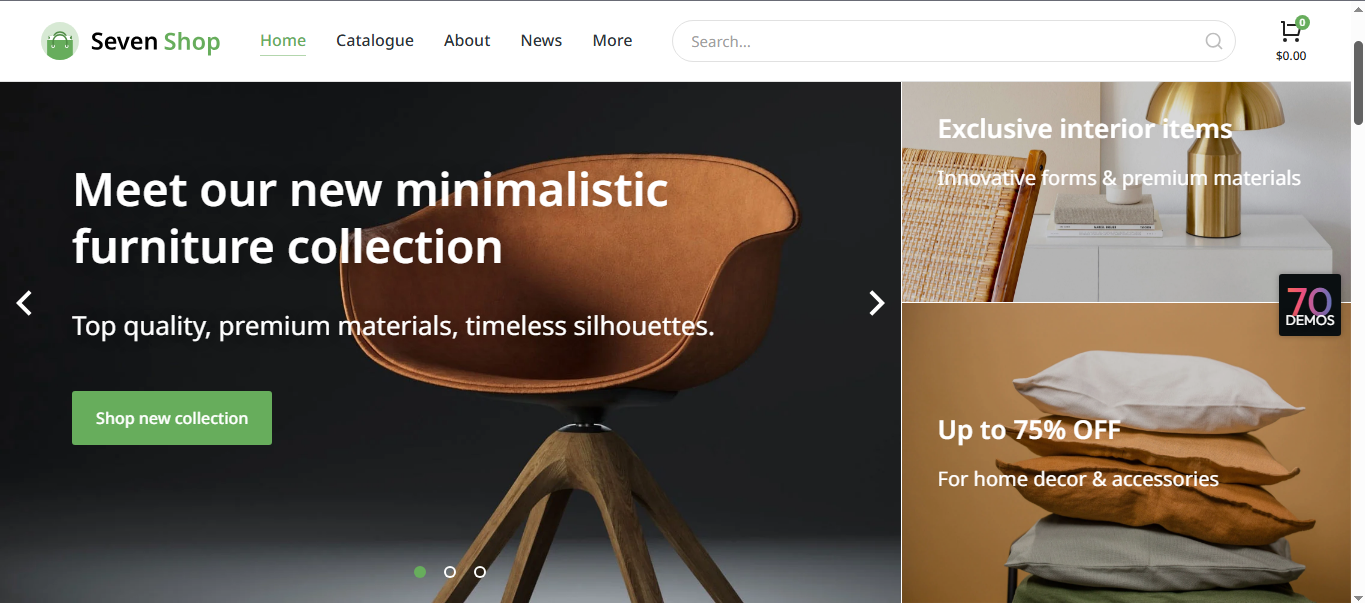 Seven Shop
Home
Catalogue
About
News
More
Search...
0
$0.00
Meet our new minimalistic
furniture collection
Top quality, premium materials, timeless silhouettes.
Shop new collection
Exclusive interior items
Innovative forms & premium materials
70
DEMOS
Up to 75% OFF
For home decor & accessories